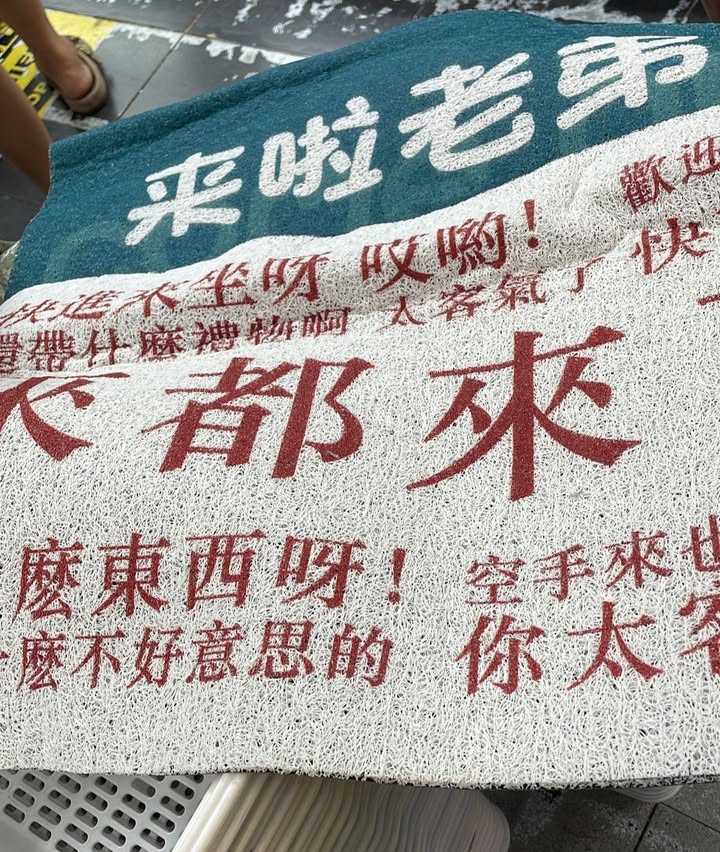 来啦老弟
歡迎
快進來坐呀 哎喲! 快
還帶什麼禮物啊 太客氣了
來都來
麼東西呀! 空手來也
麼不好意思的 你太客